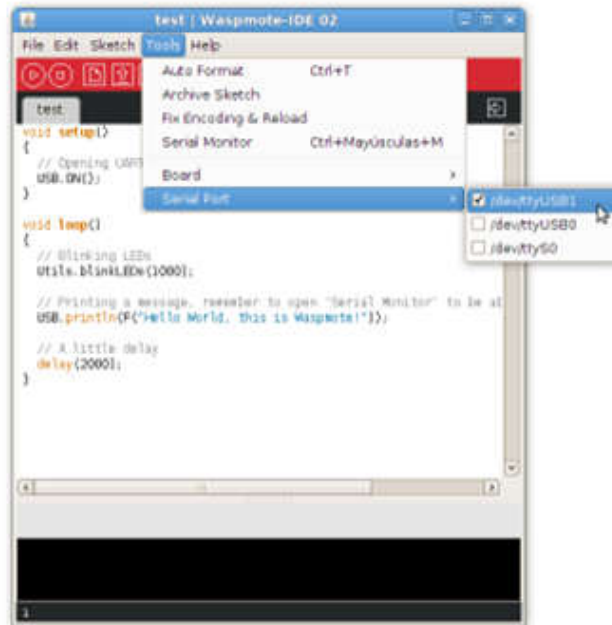 test | Waspmote-IDE 02
File Edit Sketch Tools Help
Auto Format Ctrl+T
Archive Sketch
Fix Encoding & Reload
Serial Monitor Ctrl+Mayúsculas+M
Board
Serial Port
/dev/ttyUSB1
/dev/ttyUSB0
/dev/ttyS0
test
void setup()
{
// Opening UART
USB.ON();
}
void loop()
{
// Blinking LEDs
Utils.blinkLEDs(1000);
// Printing a message, remember to open "Serial Monitor" to be ab
USB.println(F("Hello World, this is Waspmote!"));
// A little delay
delay(2000);
}
1